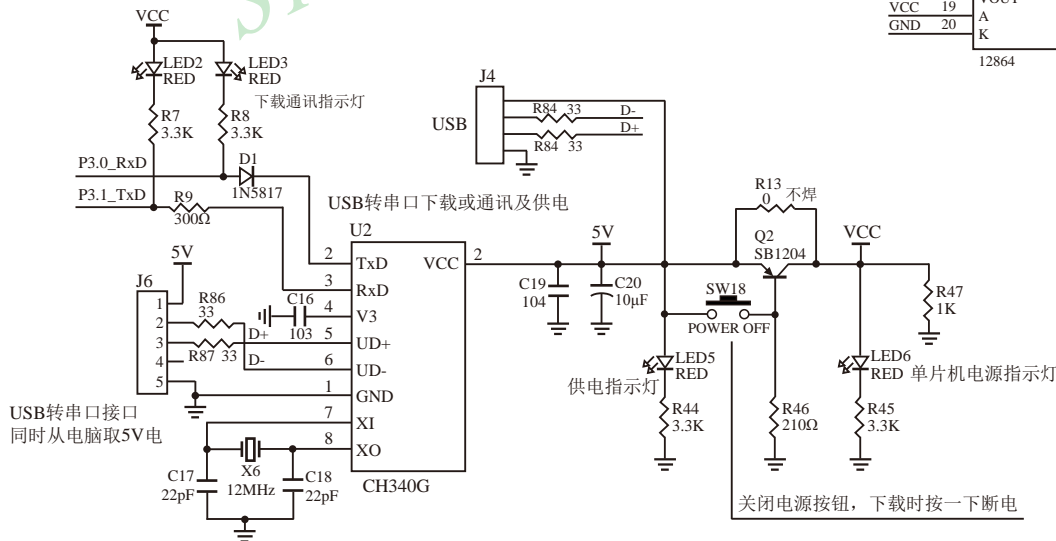 VCC
LED2
RED
LED3
RED
下载通讯指示灯
R7
3.3K
R8
3.3K
P3.0_RxD
D1
1N5817
P3.1_TxD
R9
300Ω
J4
USB
R84 33
D-
D+
R84 33
VCC 19
A
GND 20
K
12864
USB转串口下载或通讯及供电
U2
2
TxD
VCC
2
3
RxD
4
V3
5
UD+
6
UD-
1
GND
7
XI
8
XO
CH340G
5V
J6
1
2
3
4
5
R86
33
R87 33
D+
D-
C16
103
USB转串口接口
同时从电脑取5V电
C17
22pF
X6
12MHz
C18
22pF
5V
C19
104
C20
10μF
R13
0 不焊
Q2
SB1204
VCC
SW18
POWER OFF
R47
1K
LED5
RED
供电指示灯
R44
3.3K
R46
210Ω
LED6
RED 单片机电源指示灯
R45
3.3K
关闭电源按钮，下载时按一下断电